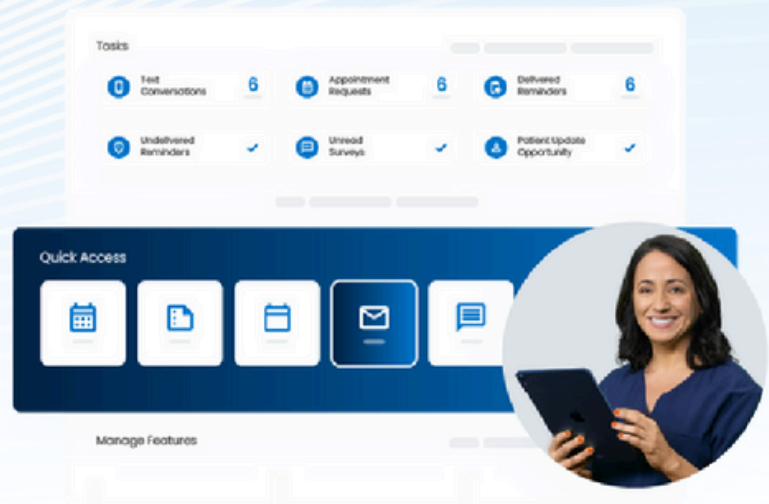 Tasks
Text
Conversations
6
Appointment
Requests
6
Delivered
Reminders
6
Undelivered
Reminders
Unread
Surveys
Patient Update
Opportunity
Quick Access
Manage Features